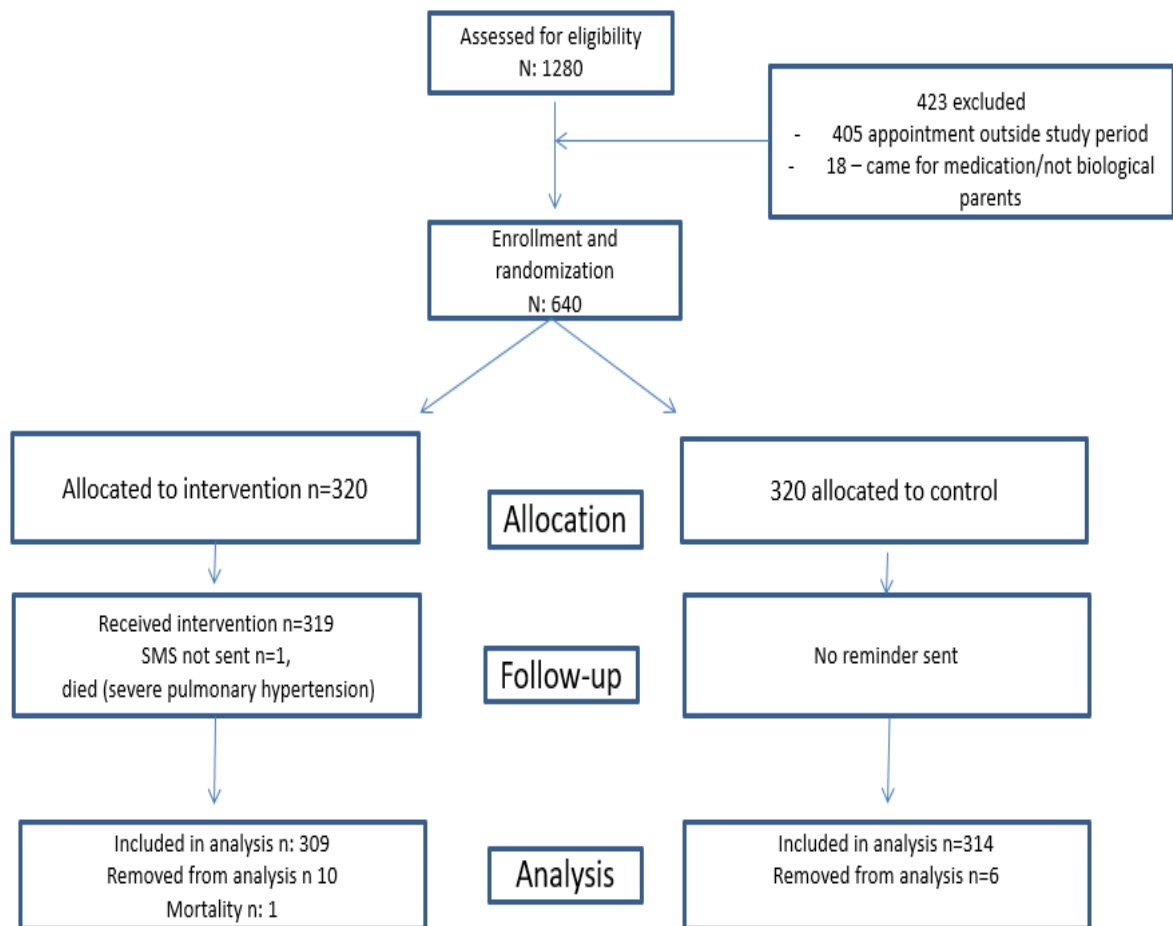 Assessed for eligibility
N: 1280
423 excluded
- 405 appointment outside study period
- 18 – came for medication/not biological
parents
Enrollment and
randomization
N: 640
Allocated to intervention n=320
Allocation
320 allocated to control
Received intervention n=319
SMS not sent n=1,
died (severe pulmonary hypertension)
Follow-up
No reminder sent
Included in analysis n: 309
Removed from analysis n 10
Mortality n: 1
Analysis
Included in analysis n=314
Removed from analysis n=6